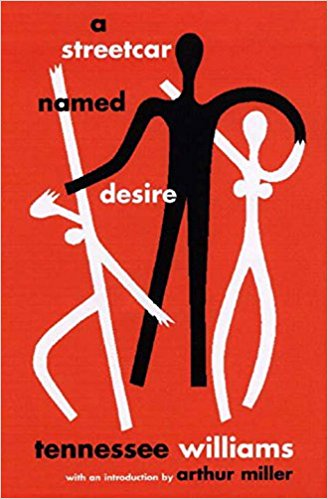 a
streetcar
named
desire
tennessee williams
with an introduction by arthur miller